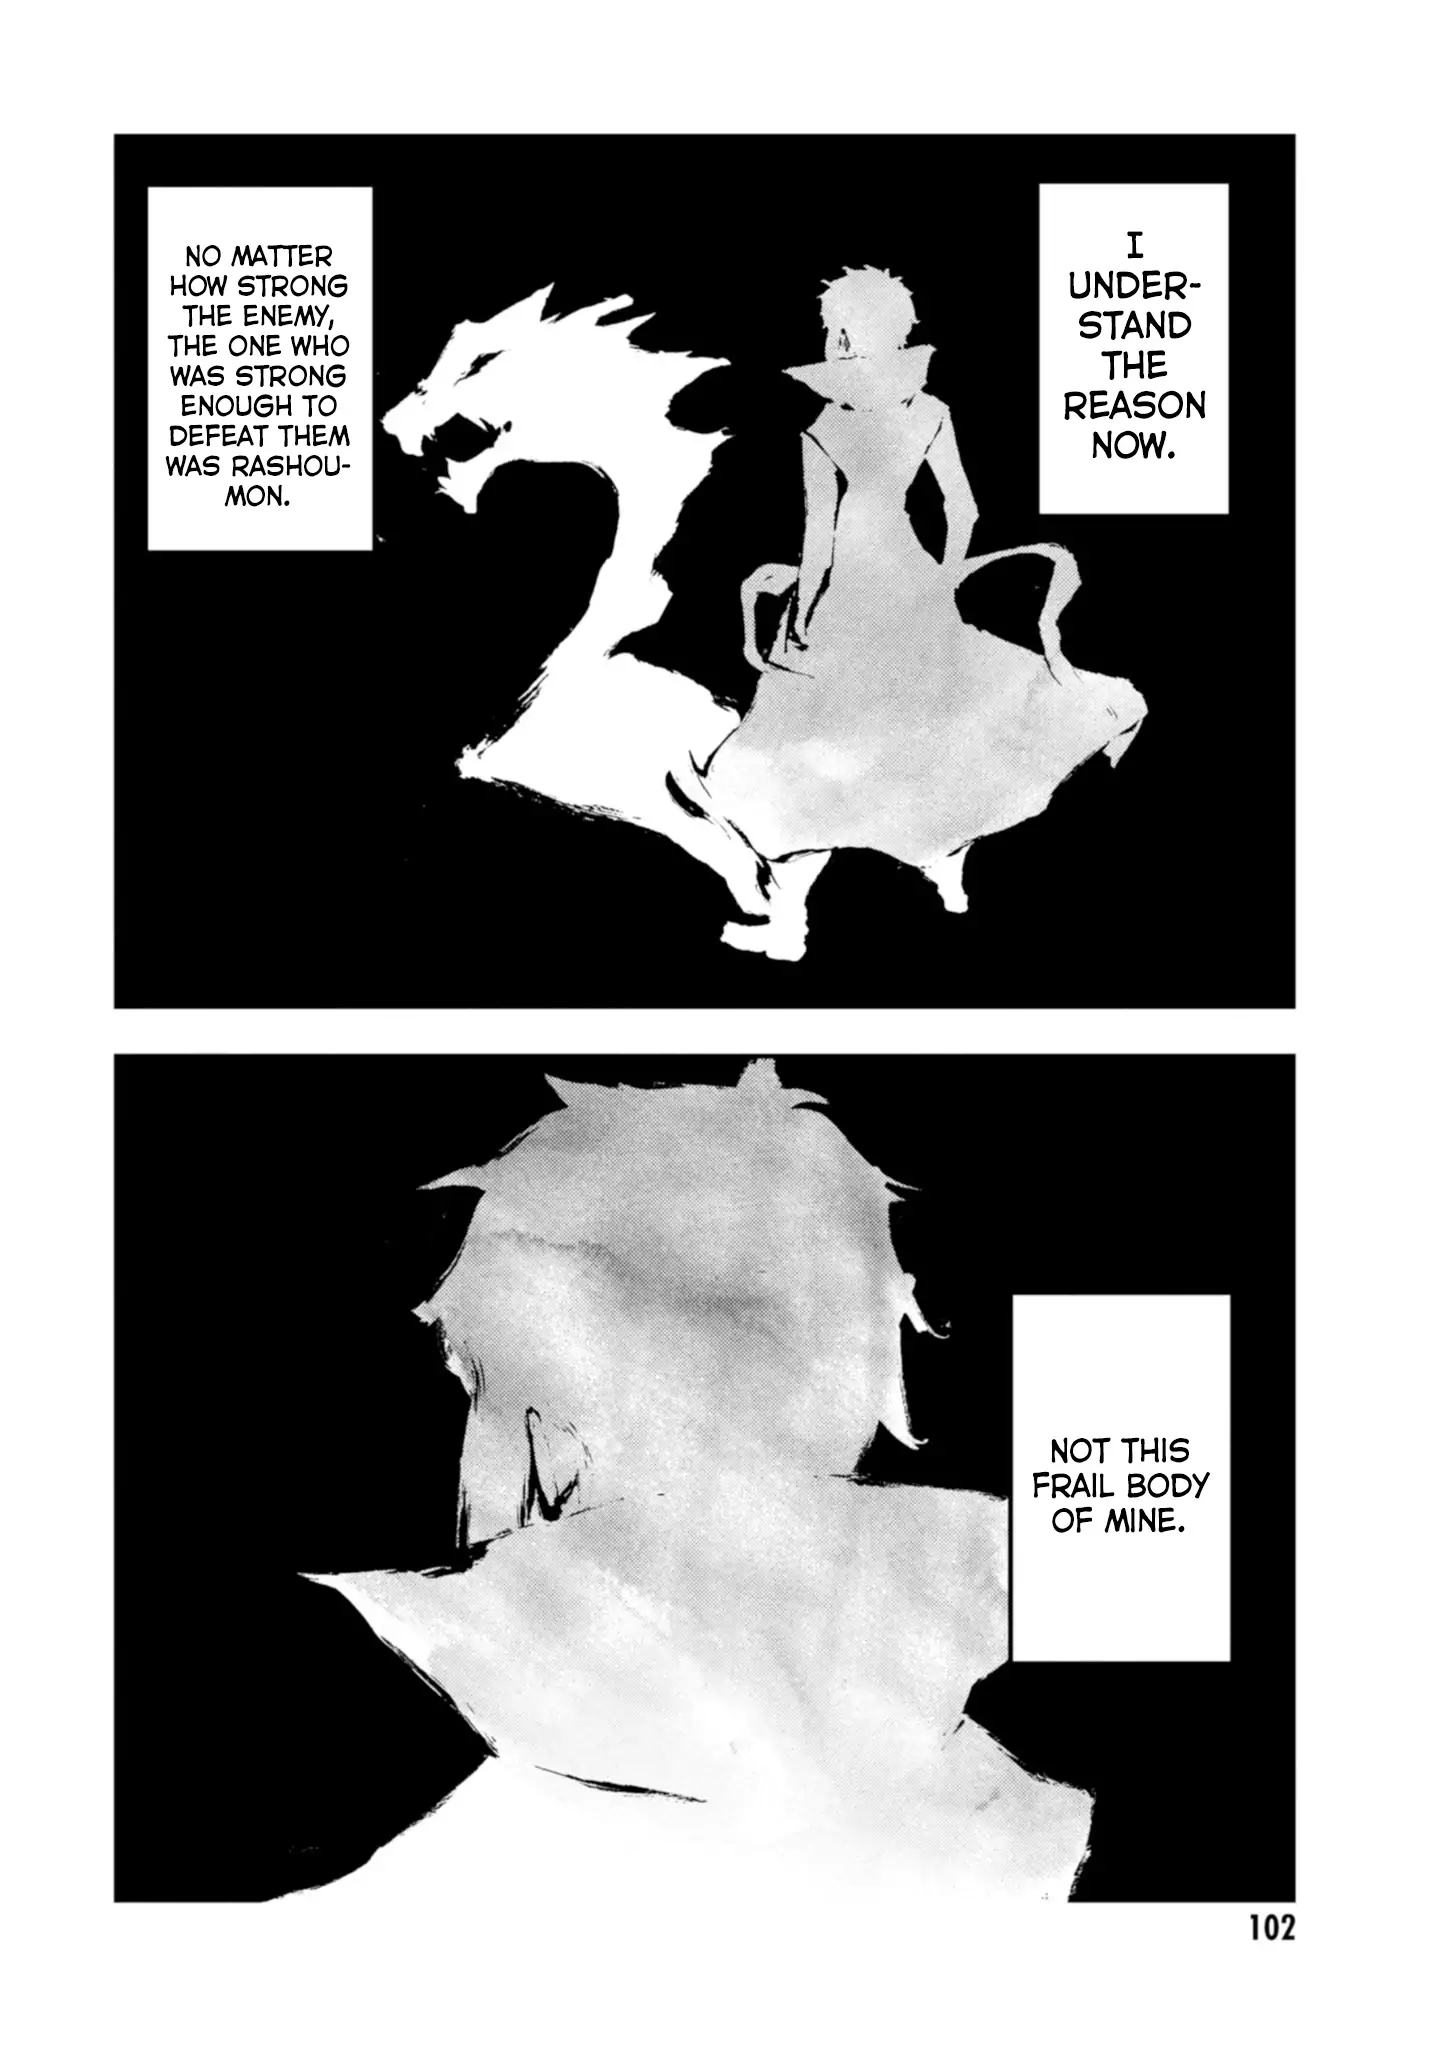 I
UNDER-
STAND
THE
REASON
NOW.
NO MATTER
HOW STRONG
THE ENEMY,
THE ONE WHO
WAS STRONG
ENOUGH TO
DEFEAT THEM
WAS RASHOU-
MON.
NOT THIS
FRAIL BODY
OF MINE.
102